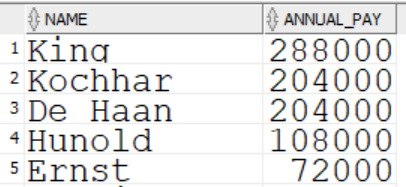 NAME ANNUAL_PAY
1 King 288000
2 Kochhar 204000
3 De Haan 204000
4 Hunold 108000
5 Ernst 72000